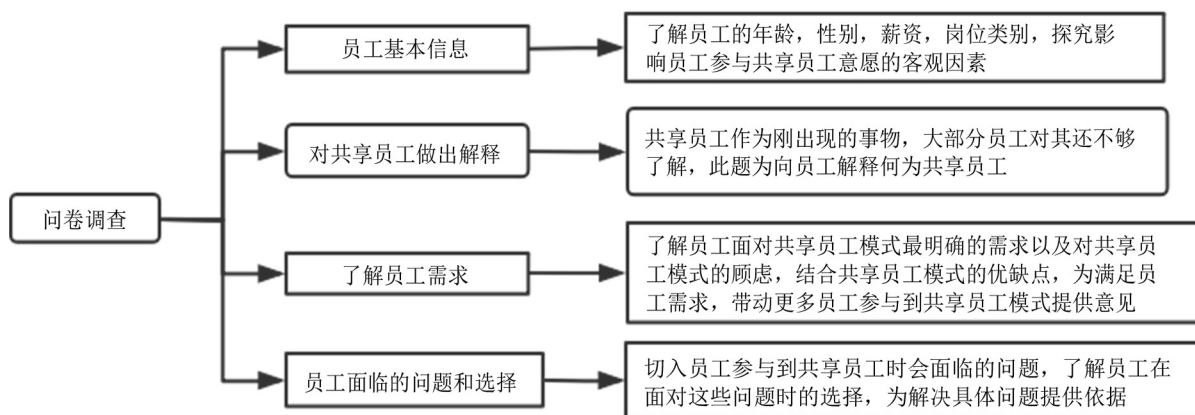 员工基本信息
了解员工的年龄，性别，薪资，岗位类别，探究影
响员工参与共享员工意愿的客观因素
对共享员工做出解释
共享员工作为刚出现的事物，大部分员工对其还不够
了解，此题为向员工解释何为共享员工
问卷调查
了解员工需求
了解员工面对共享员工模式最明确的需求以及对共享员
工模式的顾虑，结合共享员工模式的优缺点，为满足员
工需求，带动更多员工参与到共享员工模式提供意见
员工面临的问题和选择
切入员工参与到共享员工时会面临的问题，了解员工在
面对这些问题时的选择，为解决具体问题提供依据